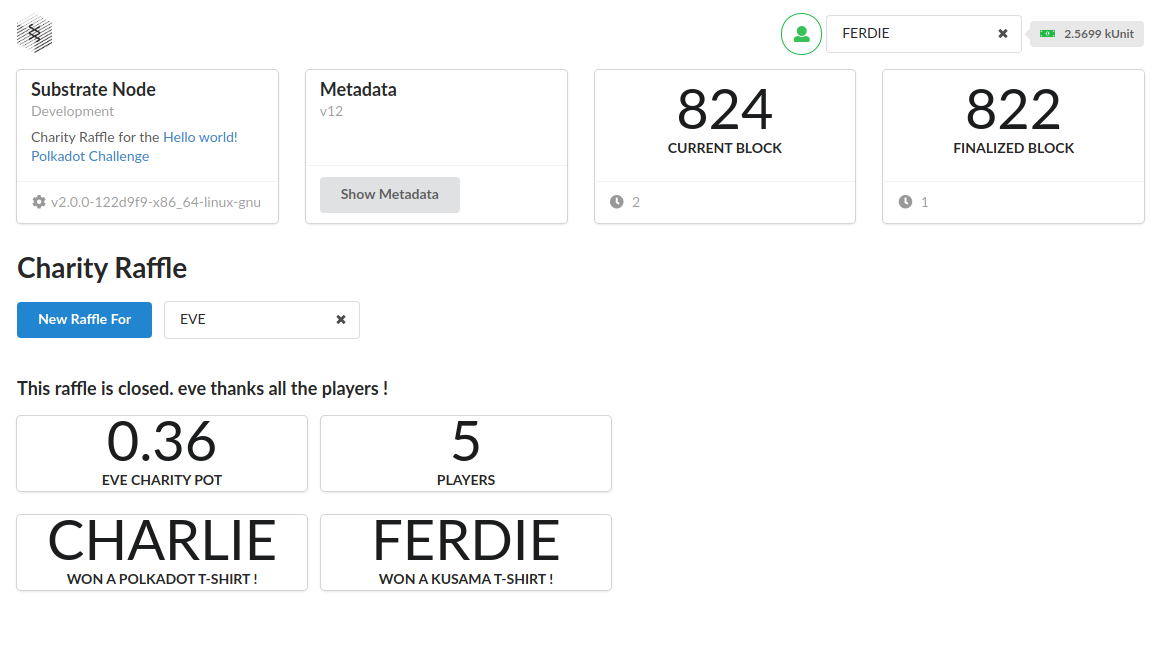 FERDIE
2.5699 kUnit
Substrate Node
Development
Charity Raffle for the Hello world!
Polkadot Challenge
v2.0.0-122d9f9-x86_64-linux-gnu
Metadata
v12
Show Metadata
824
CURRENT BLOCK
2
822
FINALIZED BLOCK
1
Charity Raffle
New Raffle For
EVE
This raffle is closed. eve thanks all the players !
0.36
EVE CHARITY POT
5
PLAYERS
CHARLIE
WON A POLKADOT T-SHIRT !
FERDIE
WON A KUSAMA T-SHIRT !